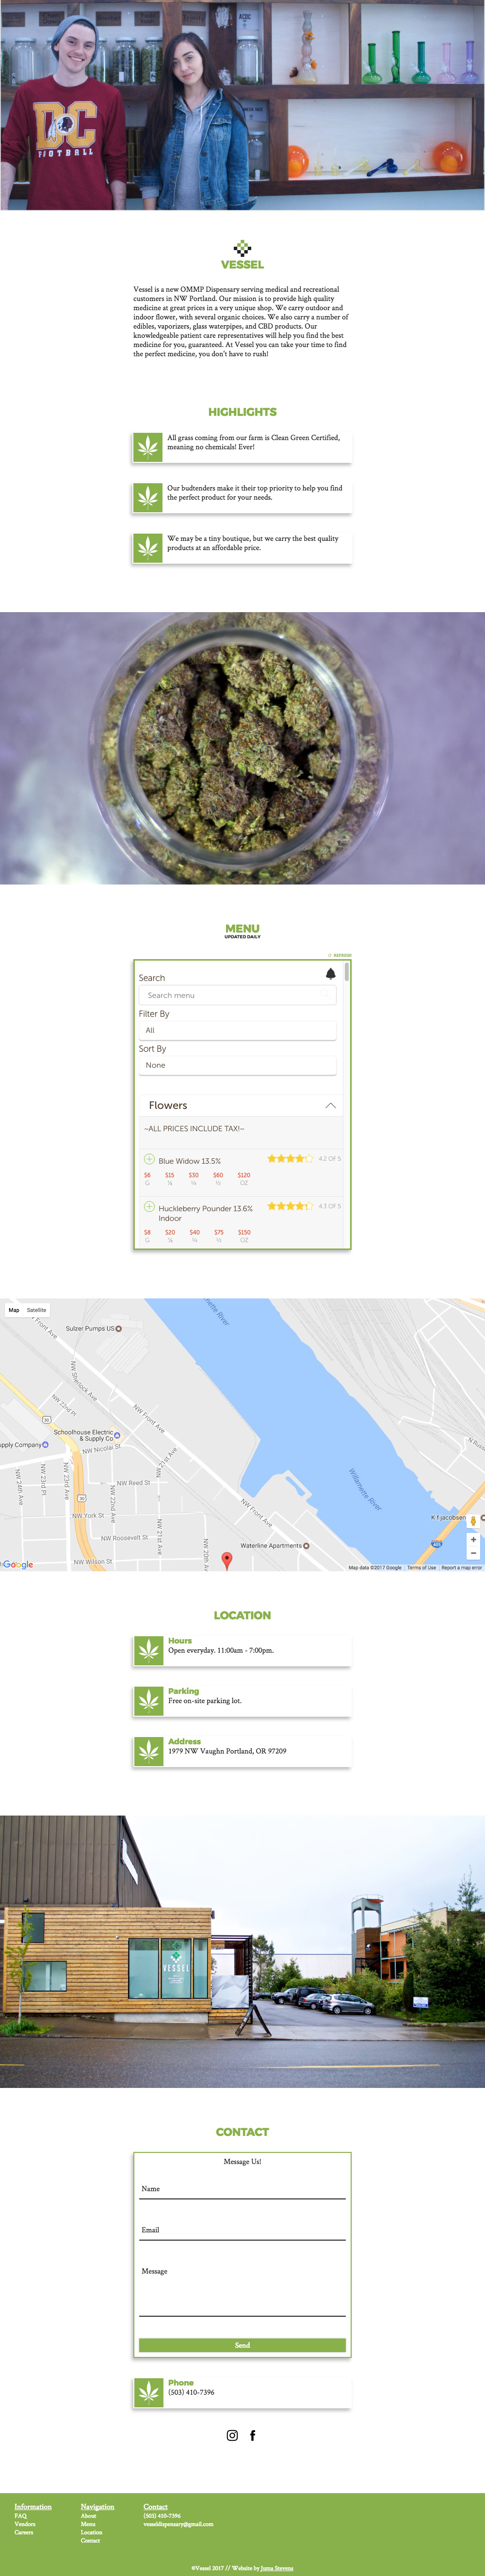 DC
FOOTBALL
VESSEL
Vessel is a new OMMP Dispensary serving medical and recreational
customers in NW Portland. Our mission is to provide high quality
medicine at great prices in a very unique shop. We carry outdoor and
indoor flower, with several organic choices. We also carry a number of
edibles, vaporizers, glass waterpipes, and CBD products. Our
knowledgeable patient care representatives will help you find the best
medicine for you, guaranteed. At Vessel you can take your time to find
the perfect medicine, you don't have to rush!
HIGHLIGHTS
All grass coming from our farm is Clean Green Certified,
meaning no chemicals! Ever!
Our budtenders make it their top priority to help you find
the perfect product for your needs.
We may be a tiny boutique, but we carry the best quality
products at an affordable price.
MENU
UPDATED DAILY
Search
Search menu
Filter By
All
Sort By
None
Flowers
~ALL PRICES INCLUDE TAX!~
Blue Widow 13.5% 4.2 OF 5
$6 $15 $30 $60 $120
G ⅛ ¼ ½ OZ
Huckleberry Pounder 13.6% 4.3 OF 5
Indoor
$8 $20 $40 $75 $150
G ⅛ ¼ ½ OZ
Map Satellite
Sulzer Pumps US
NW Front Ave
NW Sherlock Ave
NW 22nd Pl
30
Schoolhouse Electric
& Supply Co
NW Nicolai St
NW 21st Ave
NW Front Ave
upply Company
NW 24th Ave
NW 23rd Pl
NW 23rd Ave
NW Reed St
30
NW 22nd Ave
NW York St
NW Roosevelt St
NW 21st Ave
NW 20th Av
NW Wilson St
NW Front Ave
Waterline Apartments
Willamette River
K f jacobsen
405
Google
Map data ©2017 Google Terms of Use Report a map error
LOCATION
Hours
Open everyday. 11:00am - 7:00pm.
Parking
Free on-site parking lot.
Address
1979 NW Vaughn Portland, OR 97209
VESSEL
CONTACT
Message Us!
Name
Email
Message
Send
Phone
(503) 410-7396
Information
FAQ
Vendors
Careers
Navigation
About
Menu
Location
Contact
Contact
(503) 410-7396
vesseldispensary@gmail.com
©Vessel 2017 // Website by Juma Stevens